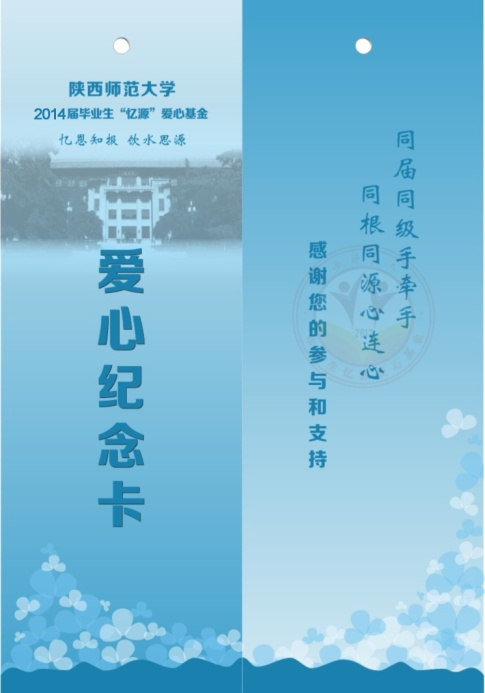 陕西师范大学
2014届毕业生“忆源”爱心基金
忆恩知报 饮水思源
爱心纪念卡
同届同级手牵手
同根同源心连心
感谢您的参与和支持